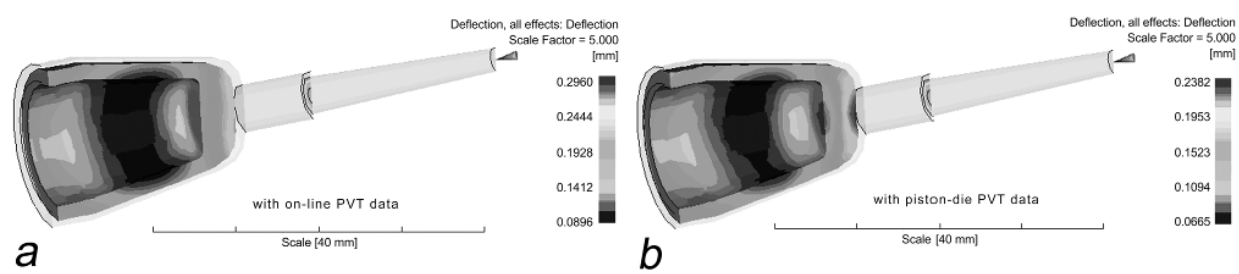 Deflection, all effects: Deflection
Scale Factor = 5.000
[mm]
0.2960
0.2444
0.1928
0.1412
0.0896
with on-line PVT data
Scale [40 mm]
a
Deflection, all effects: Deflection
Scale Factor = 5.000
[mm]
0.2382
0.1953
0.1523
0.1094
0.0665
with piston-die PVT data
Scale [40 mm]
b